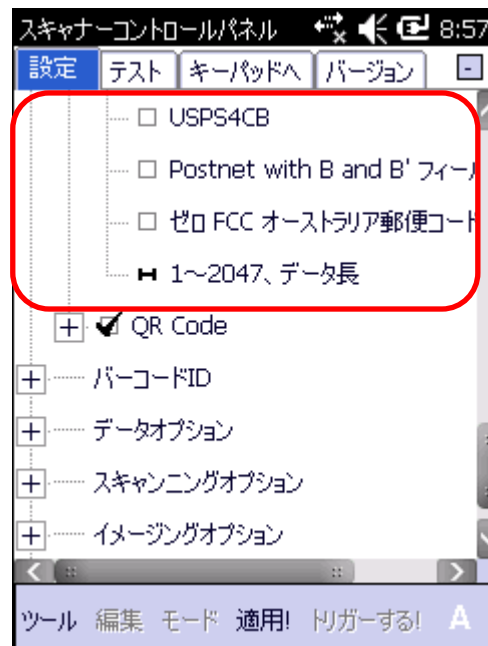 スキャナーコントロールパネル 8:57
設定 テスト キーパッドへ バージョン
USPS4CB
Postnet with B and B' フィール
ゼロ FCC オーストラリア郵便コード
1～2047、データ長
QR Code
バーコードID
データオプション
スキャンニングオプション
イメージングオプション
ツール 編集 モード 適用! トリガーする! A